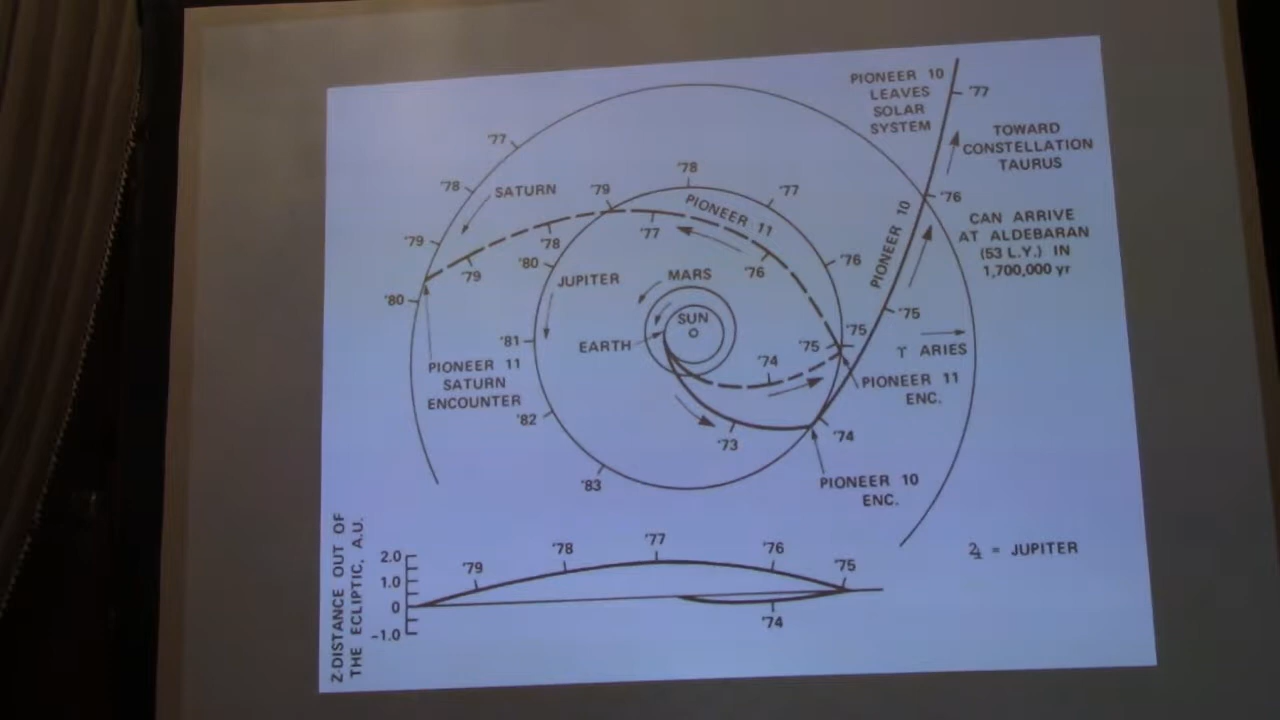 PIONEER 10
LEAVES
SOLAR
SYSTEM
'77
TOWARD
CONSTELLATION
TAURUS
'76
CAN ARRIVE
AT ALDEBARAN
(53 L.Y.) IN
1,700,000 yr
PIONEER 10
'75
♈ ARIES
'77
'78
SATURN
'79
'80
'78
'79
'77
PIONEER 11
'77
'78
'79
'76
'76
'80
JUPITER
MARS
SUN
EARTH
'81
'75
'75
'74
PIONEER 11
ENC.
PIONEER 11
SATURN
ENCOUNTER
'82
'73
'74
'83
PIONEER 10
ENC.
Z-DISTANCE OUT OF
THE ECLIPTIC, A.U.
2.0
1.0
0
-1.0
'79
'78
'77
'76
'75
'74
♃ = JUPITER